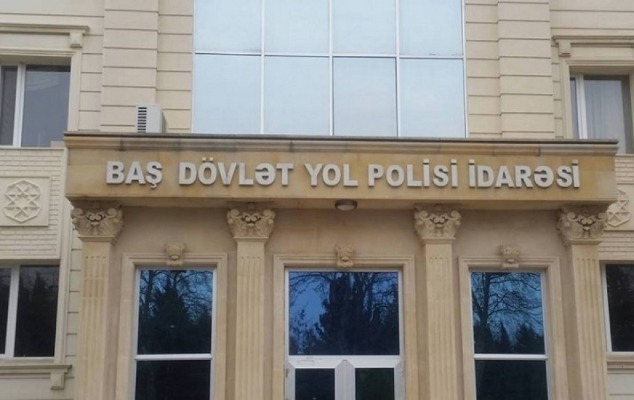 BAŞ DÖVLƏT YOL POLİSİ İDARƏSİ